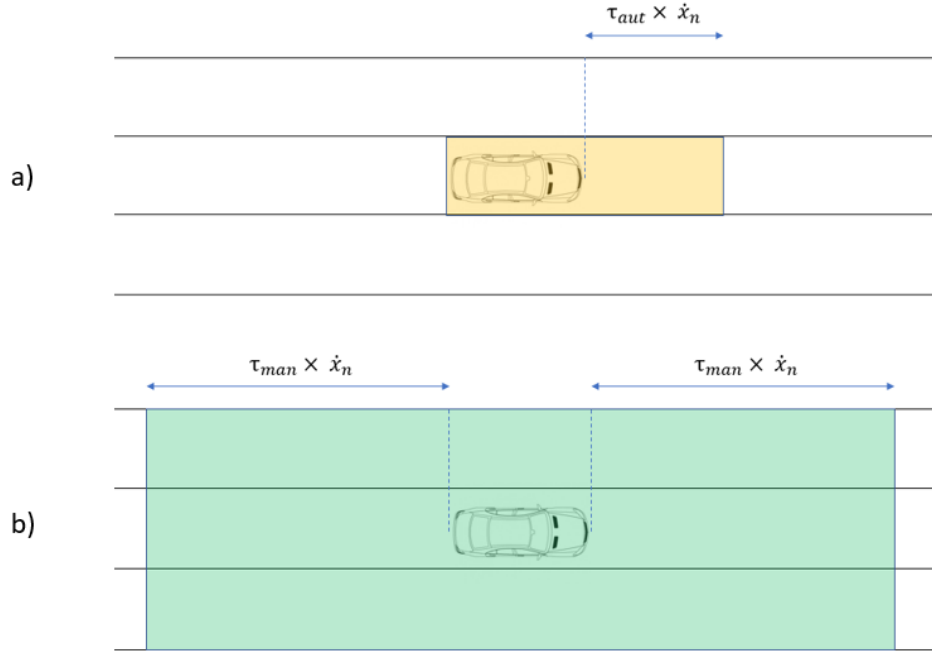 τ_aut × ẋ_n
a)
τ_man × ẋ_n τ_man × ẋ_n
b)